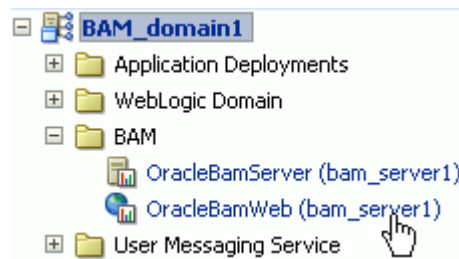 BAM_domain1
Application Deployments
WebLogic Domain
BAM
OracleBamServer (bam_server1)
OracleBamWeb (bam_server1)
User Messaging Service